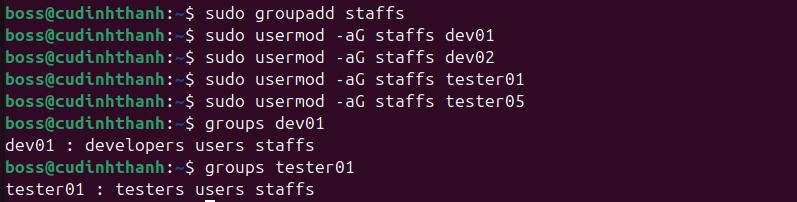 boss@cudinhthanh:~$ sudo groupadd staffs
boss@cudinhthanh:~$ sudo usermod -aG staffs dev01
boss@cudinhthanh:~$ sudo usermod -aG staffs dev02
boss@cudinhthanh:~$ sudo usermod -aG staffs tester01
boss@cudinhthanh:~$ sudo usermod -aG staffs tester05
boss@cudinhthanh:~$ groups dev01
dev01 : developers users staffs
boss@cudinhthanh:~$ groups tester01
tester01 : testers users staffs